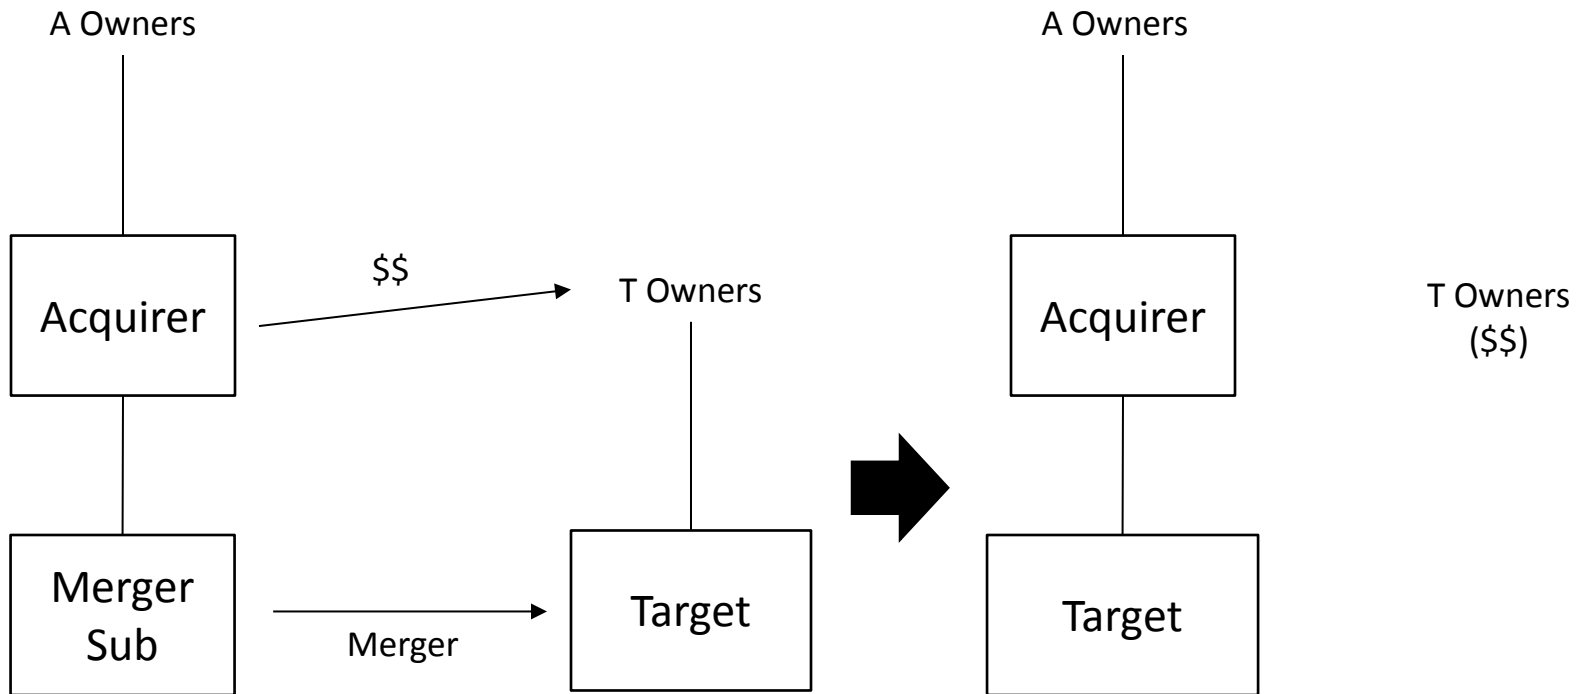 A Owners
Acquirer
$$
T Owners
Merger
Sub
Merger
Target
A Owners
Acquirer
T Owners
($$)
Target